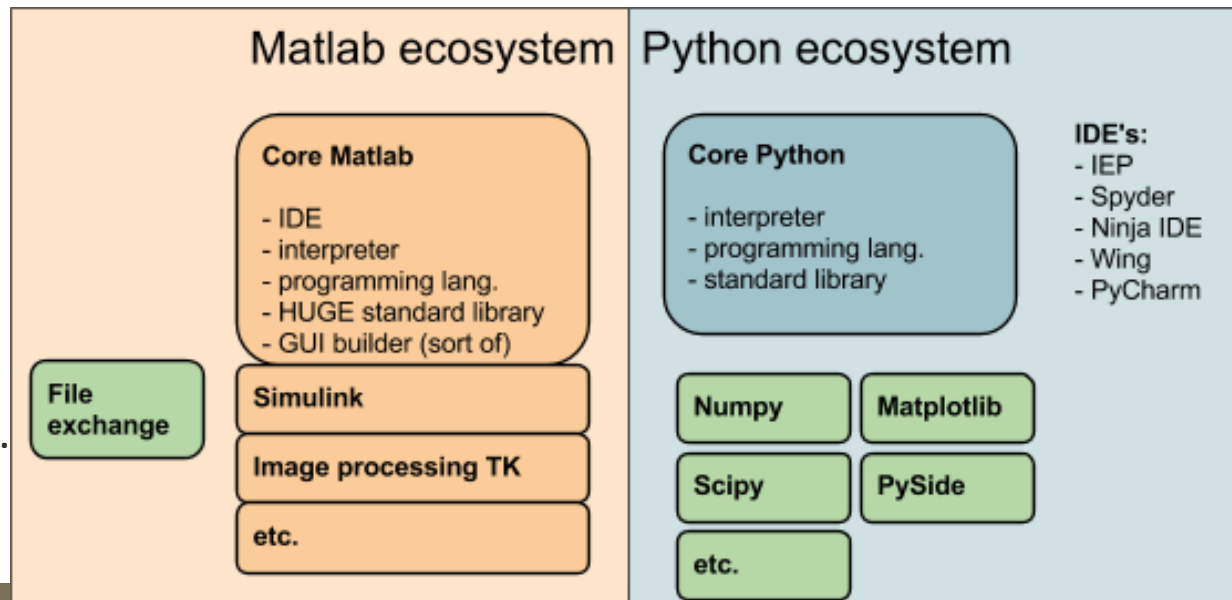 Matlab ecosystem
Core Matlab
- IDE
- interpreter
- programming lang.
- HUGE standard library
- GUI builder (sort of)
File
exchange
Simulink
Image processing TK
etc.
Python ecosystem
Core Python
- interpreter
- programming lang.
- standard library
IDE's:
- IEP
- Spyder
- Ninja IDE
- Wing
- PyCharm
Numpy
Matplotlib
Scipy
PySide
etc.